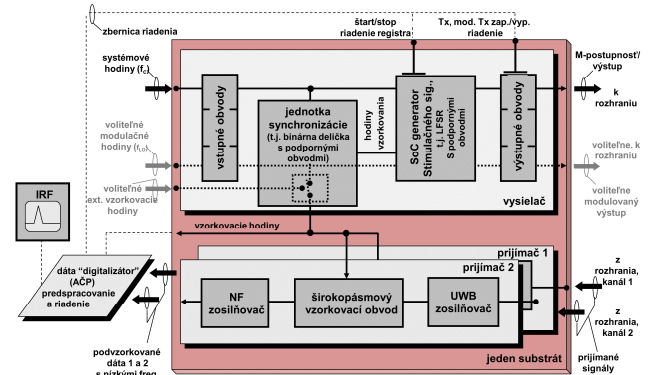 štart/stop
riadenie registra
Tx, mod. Tx zap./vyp.
riadenie
zbernica riadenia
systémové
hodiny (fc)
M-postupnosť/
výstup
k
rozhraniu
vstupné obvody
jednotka
synchronizácie
(t.j. binárna delička
s podpornými
obvodmi)
hodiny
vzorkovania
ScC generator
Stimulačného sig.,
t.j. LFSR
S podpornými
obvodmi
výstupné obvody
voliteľné
modulačné
hodiny
voliteľne. k
rozhraniu
voliteľné
ext. vzorkovacie
hodiny
voliteľne
modulovaný
výstup
vysielač
IRF
vzorkovacie hodiny
prijímač 1
prijímač 2
dáta "digitalizátor"
(AČP)
predspracovanie
a riadenie
NF
zosilňovač
širokopásmový
vzorkovací obvod
UWB
zosilňovač
z
rozhrania,
kanál 1
z
rozhrania,
kanál 2
podvzorkované
dáta 1 a 2
s nízkymi freq.
jeden substrát
prijímané
signály